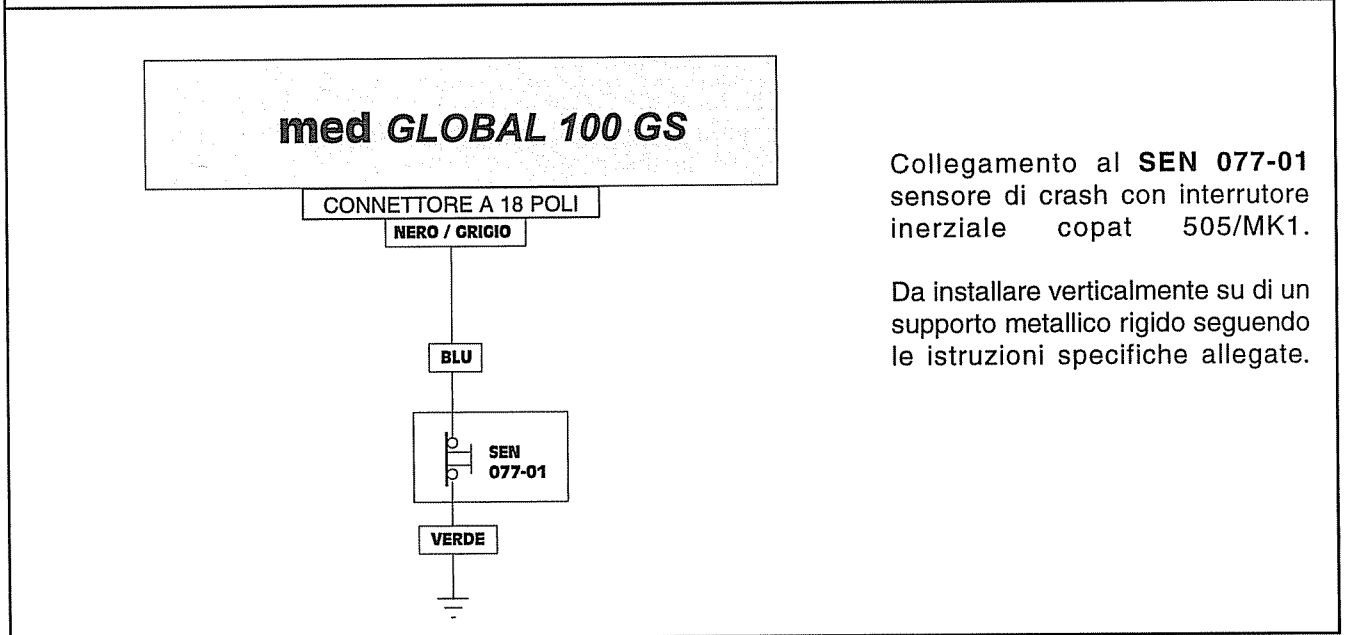 med GLOBAL 100 GS
CONNETTORE A 18 POLI
NERO / GRIGIO
BLU
SEN
077-01
VERDE
Collegamento al SEN 077-01
sensore di crash con interrutore
inerziale copat 505/MK1.
Da installare verticalmente su di un
supporto metallico rigido seguendo
le istruzioni specifiche allegate.